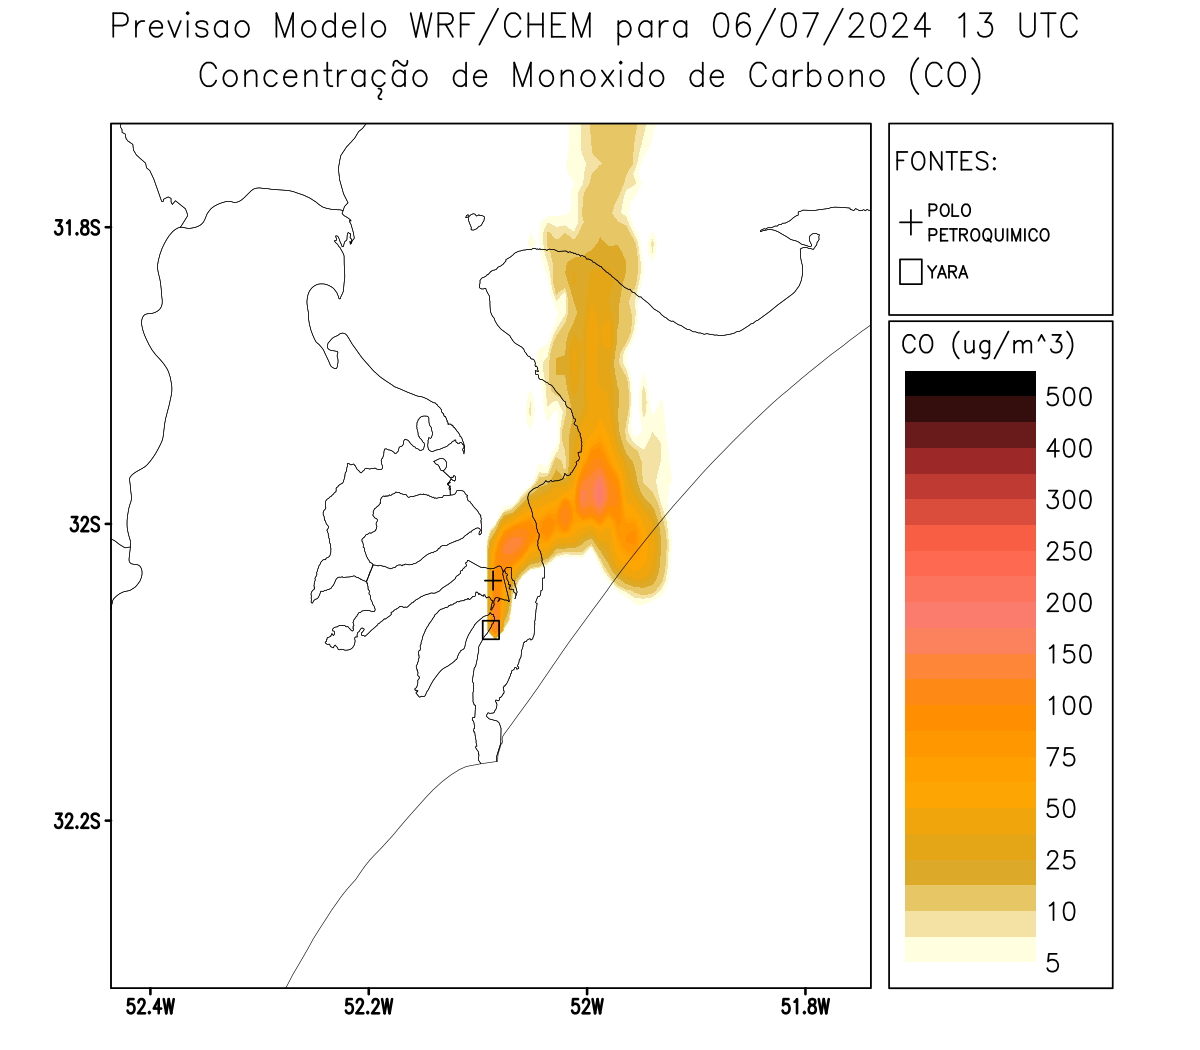 Previsao Modelo WRF/CHEM para 06/07/2024 13 UTC
Concentração de Monoxido de Carbono (CO)
FONTES:
POLO
PETROQUIMICO
YARA
31.8S
32S
32.2S
52.4W
52.2W
52W
51.8W
CO (ug/m^3)
500
400
300
250
200
150
100
75
50
25
10
5